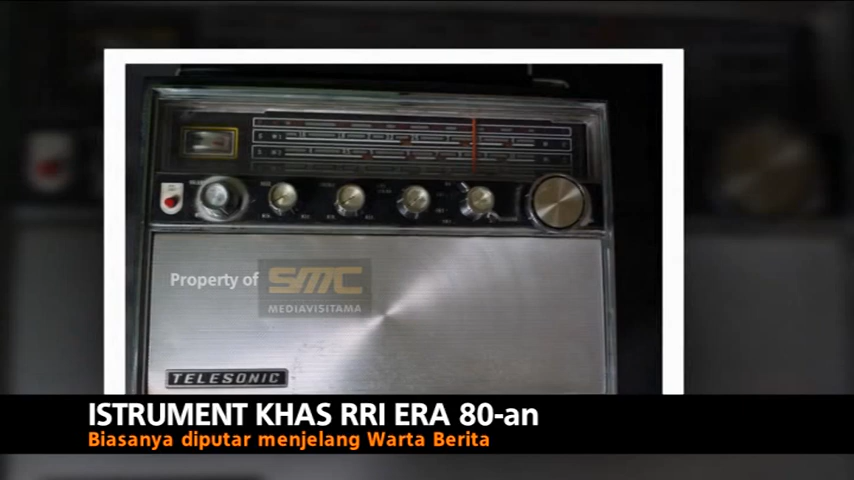 Property of SMC
MEDIAVISITAMA
TELESONIC
ISTRUMENT KHAS RRI ERA 80-an
Biasanya diputar menjelang Warta Berita